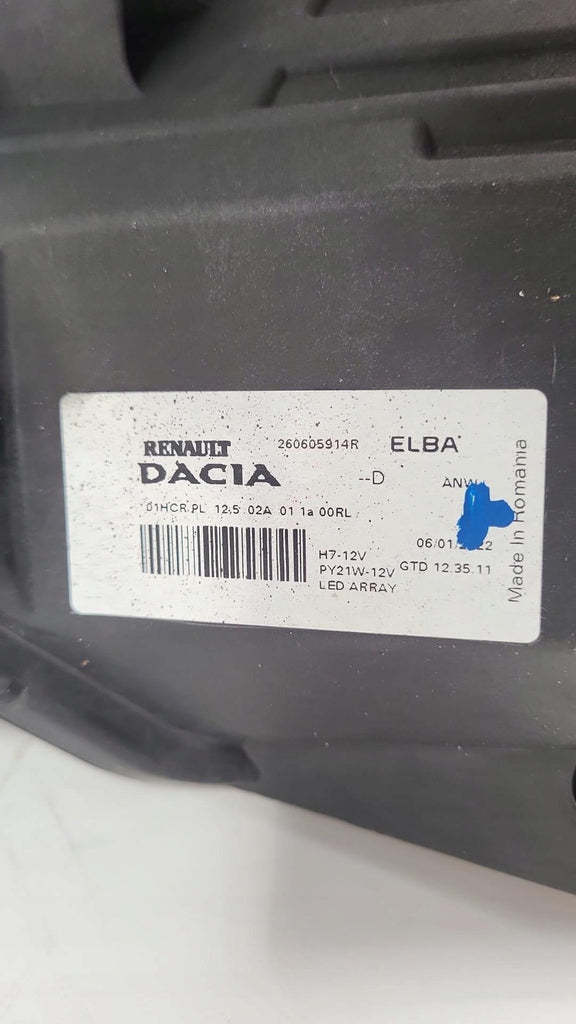 RENAULT 260605914R ELBA
DACIA --D
01HCR PL 12,5 02A 01 1a 00RL
H7-12V
PY21W-12V GTD 12.35.11
LED ARRAY
Made In Romania